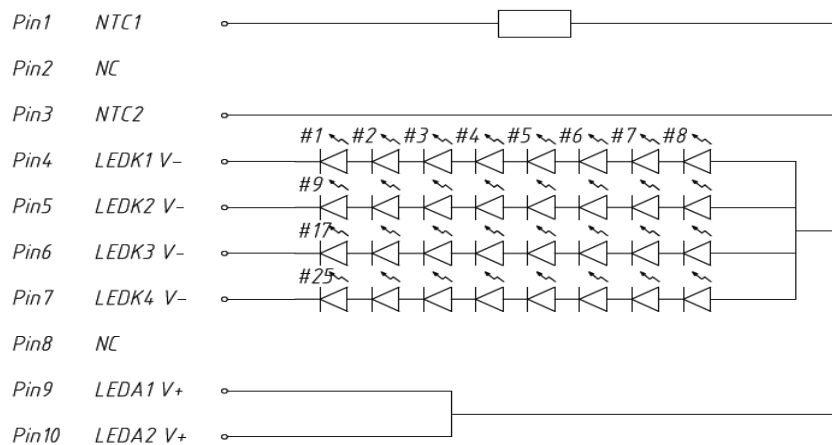 Pin1 NTC1
Pin2 NC
Pin3 NTC2
#1 #2 #3 #4 #5 #6 #7 #8
Pin4 LEDK1 V-
#9
Pin5 LEDK2 V-
#17
Pin6 LEDK3 V-
#25
Pin7 LEDK4 V-
Pin8 NC
Pin9 LEDA1 V+
Pin10 LEDA2 V+